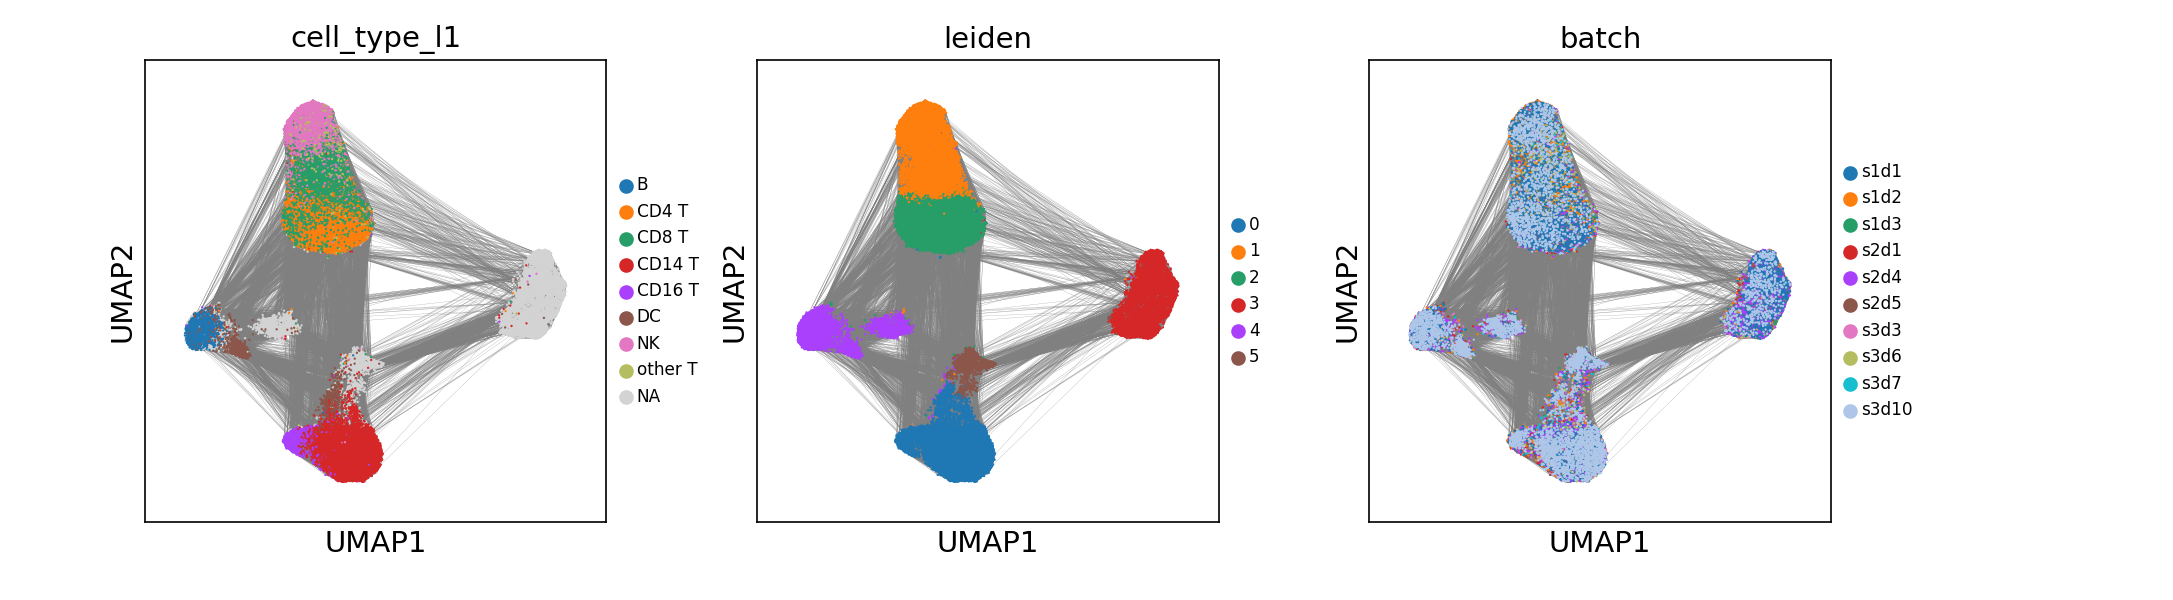 cell_type_l1
UMAP2
UMAP1
B
CD4 T
CD8 T
CD14 T
CD16 T
DC
NK
other T
NA
leiden
UMAP2
UMAP1
0
1
2
3
4
5
batch
UMAP2
UMAP1
s1d1
s1d2
s1d3
s2d1
s2d4
s2d5
s3d3
s3d6
s3d7
s3d10